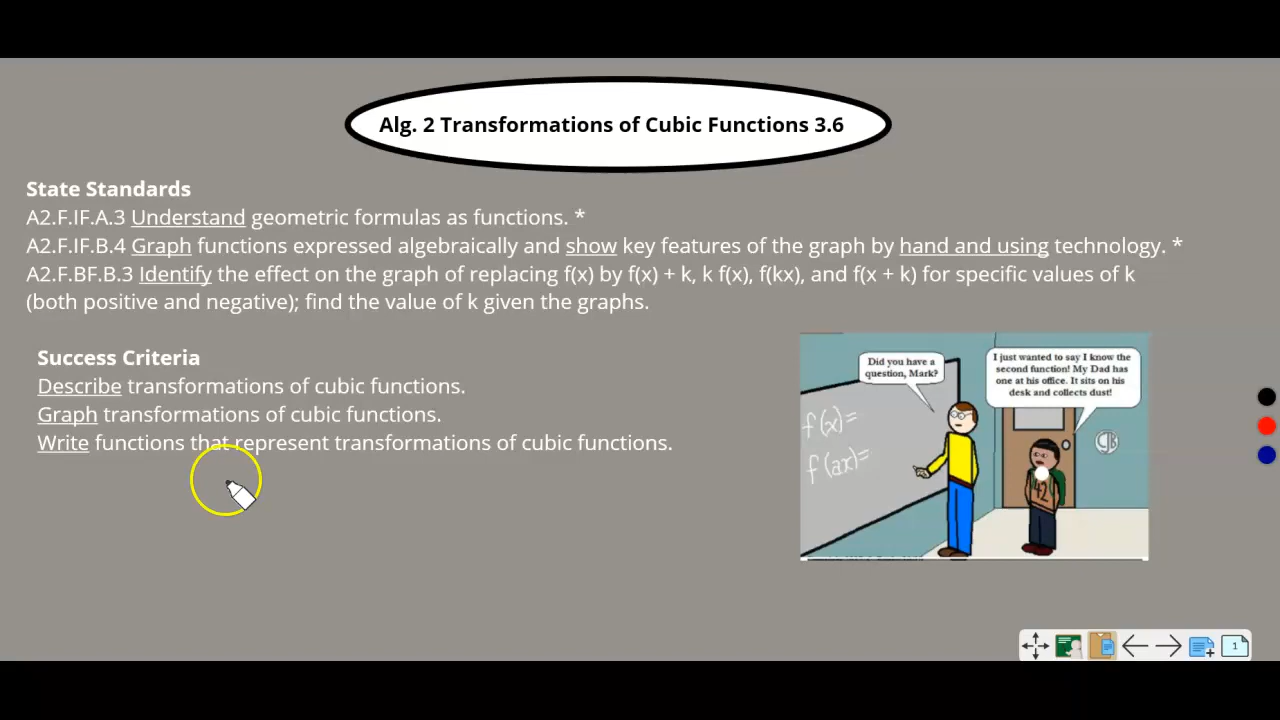 Alg. 2 Transformations of Cubic Functions 3.6
State Standards
A2.F.IF.A.3 Understand geometric formulas as functions. *
A2.F.IF.B.4 Graph functions expressed algebraically and show key features of the graph by hand and using technology. *
A2.F.BF.B.3 Identify the effect on the graph of replacing f(x) by f(x) + k, k f(x), f(kx), and f(x + k) for specific values of k
(both positive and negative); find the value of k given the graphs.
Success Criteria
Describe transformations of cubic functions.
Graph transformations of cubic functions.
Write functions that represent transformations of cubic functions.
Did you have a
question, Mark?
I just wanted to say I know the
second function! My Dad has
one at his office. It sits on his
desk and collects dust!
f(x)=
f(ax)=
42
1